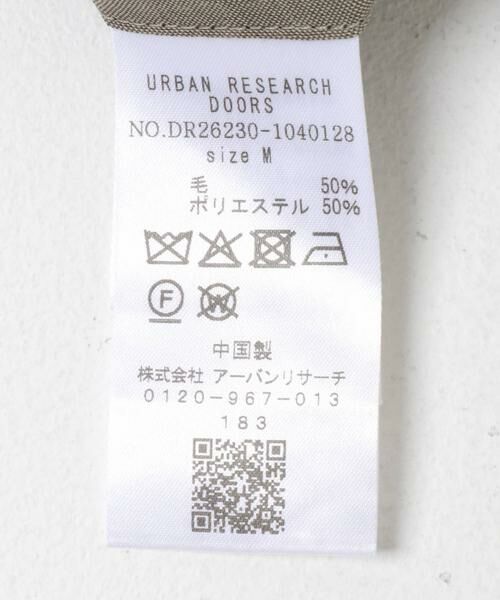 URBAN RESEARCH
DOORS
NO.DR26230-1040128
size M
毛 50%
ポリエステル 50%
F
W
中国製
株式会社 アーバンリサーチ
0120-967-013
183